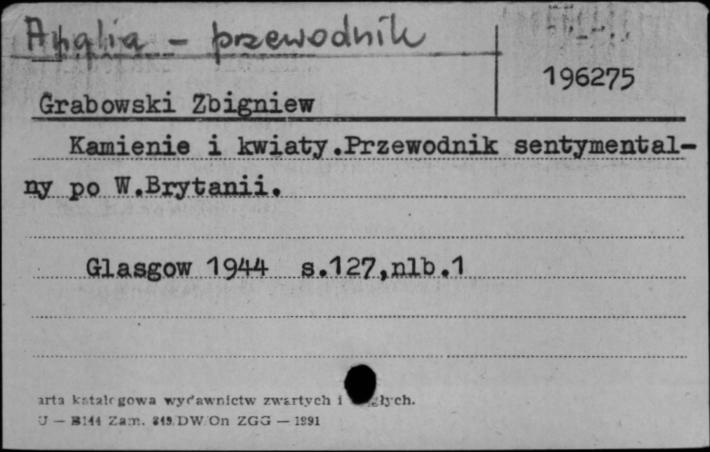 Anglia - przewodnik
196275
Grabowski Zbigniew
Kamienie i kwiaty.Przewodnik sentymental-
ny po W.Brytanii.
Glasgow 1944 s.127,nlb.1
arta katalogowa wydawnictw zwartych i głych.
U — B144 Zam. 849/DW/On ZGG — 1991